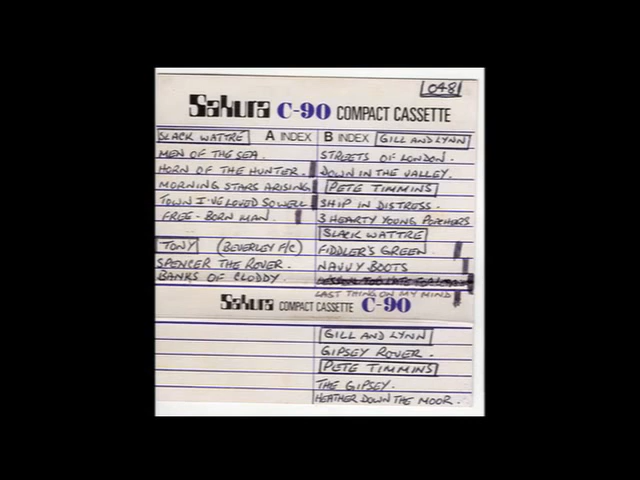 048
Sakura C-90 COMPACT CASSETTE
SLACK WATTRE A INDEX
MEN OF THE SEA.
HORN OF THE HUNTER.
MORNING STARS ARISING
TOWN I'VE LOVED SOWELL
FREE-BORN MAN.
TONY (BEVERLEY F/C)
SPENCER THE ROVER.
BANKS OF CLODDY
B INDEX GILL AND LYNN
STREETS OF LONDON.
DOWN IN THE VALLEY.
PETE TIMMINS
SHIP IN DISTRESS.
3 HEARTY YOUNG POACHERS
SLACK WATTRE
FIDDLER'S GREEN.
NAVVY BOOTS
LAST THING ON MY MIND
Sakura COMPACT CASSETTE C-90
GILL AND LYNN
GIPSEY ROVER.
PETE TIMMINS
THE GIPSEY.
HEATHER DOWN THE MOOR.